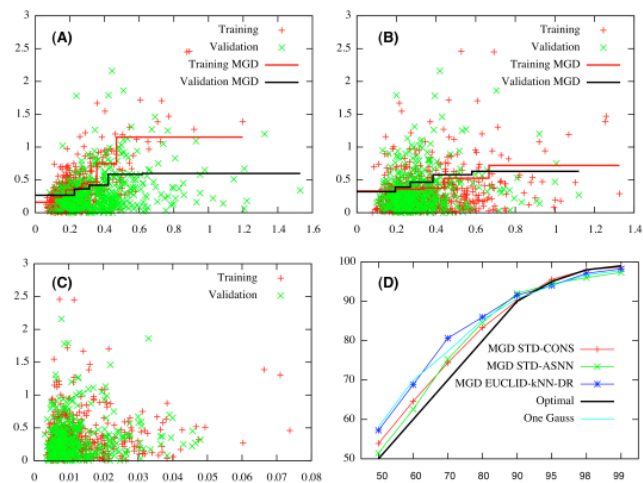 (A)
Training
Validation
Training MGD
Validation MGD
3
2.5
2
1.5
1
0.5
0
0 0.2 0.4 0.6 0.8 1 1.2 1.4 1.6
(B)
Training
Validation
Training MGD
Validation MGD
3
2.5
2
1.5
1
0.5
0
0 0.2 0.4 0.6 0.8 1 1.2 1.4
(C)
Training
Validation
3
2.5
2
1.5
1
0.5
0
0 0.01 0.02 0.03 0.04 0.05 0.06 0.07 0.08
(D)
100
90
80
70
60
50
MGD STD-CONS
MGD STD-ASNN
MGD EUCLID-kNN-DR
Optimal
One Gauss
50 60 70 80 90 95 98 99